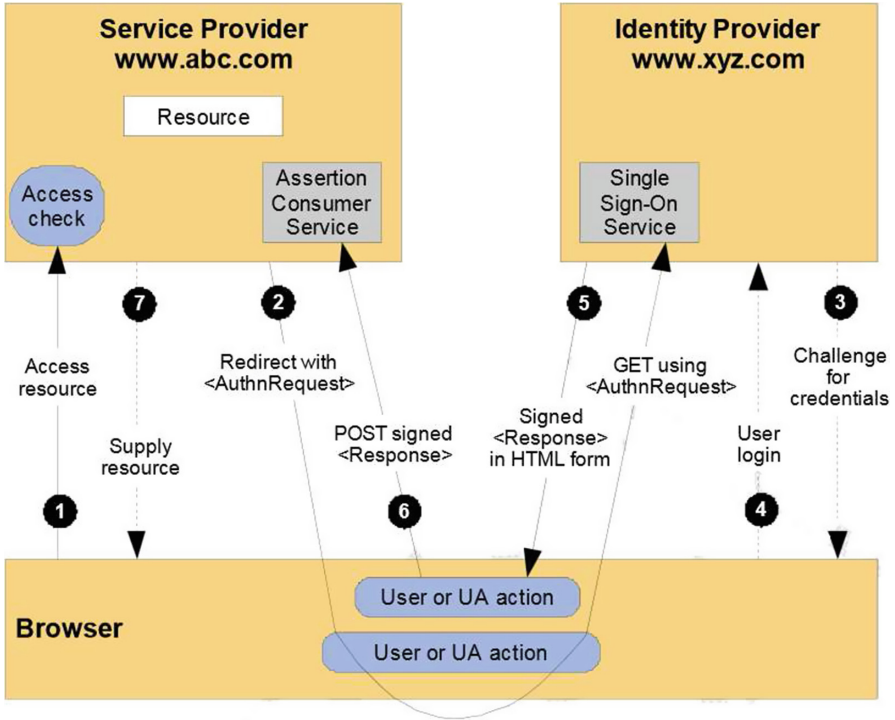 Service Provider
www.abc.com
Identity Provider
www.xyz.com
Resource
Access
check
Assertion
Consumer
Service
Single
Sign-On
Service
7
2
5
3
Access
resource
Redirect with
<AuthnRequest>
GET using
<AuthnRequest>
Challenge
for
credentials
Supply
resource
POST signed
<Response>
Signed
<Response>
in HTML form
User
login
1
6
4
User or UA action
Browser
User or UA action